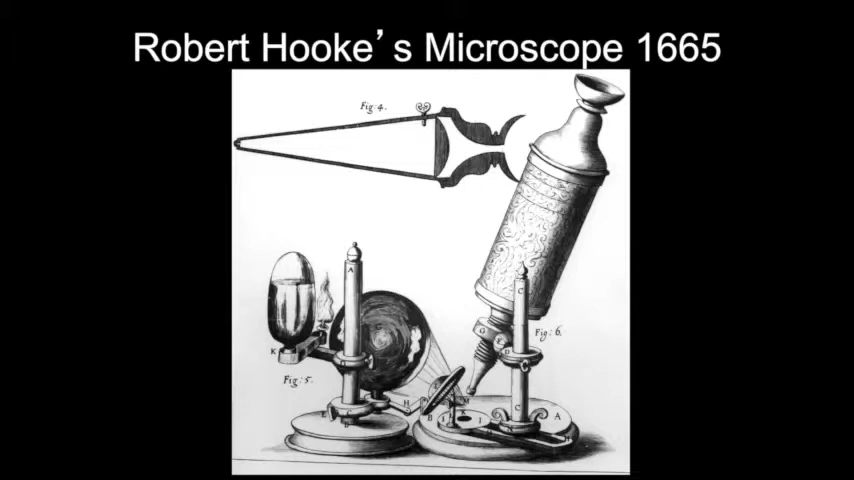 Robert Hooke’s Microscope 1665
Fig: 4.
A
C
G
E
D
Fig: 6.
K
Fig: 5.
H
M
C
E
B
I
I
A